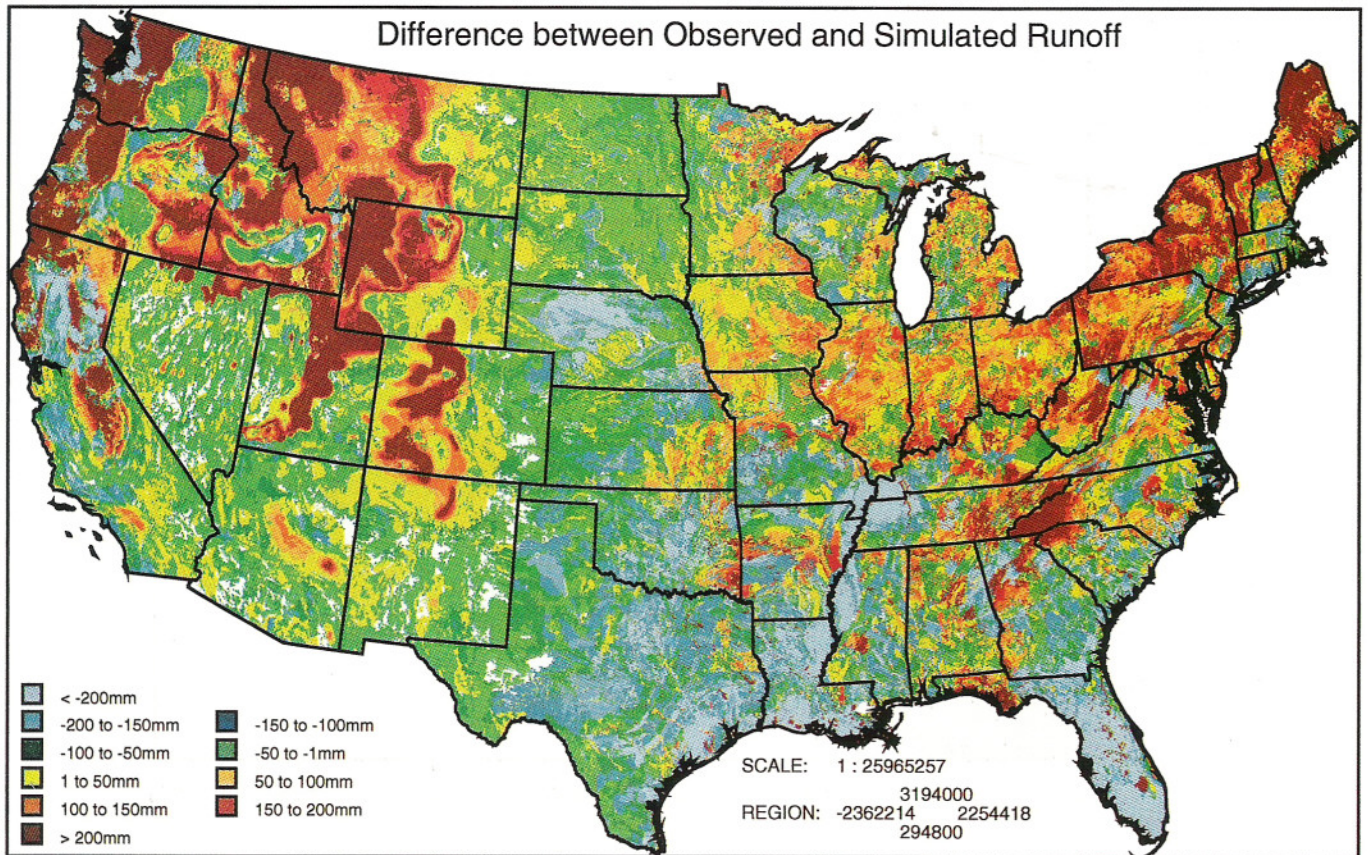 Difference between Observed and Simulated Runoff
< -200mm
-200 to -150mm
-150 to -100mm
-100 to -50mm
-50 to -1mm
1 to 50mm
50 to 100mm
100 to 150mm
150 to 200mm
> 200mm
SCALE: 1 : 25965257
3194000
REGION: -2362214 2254418
294800